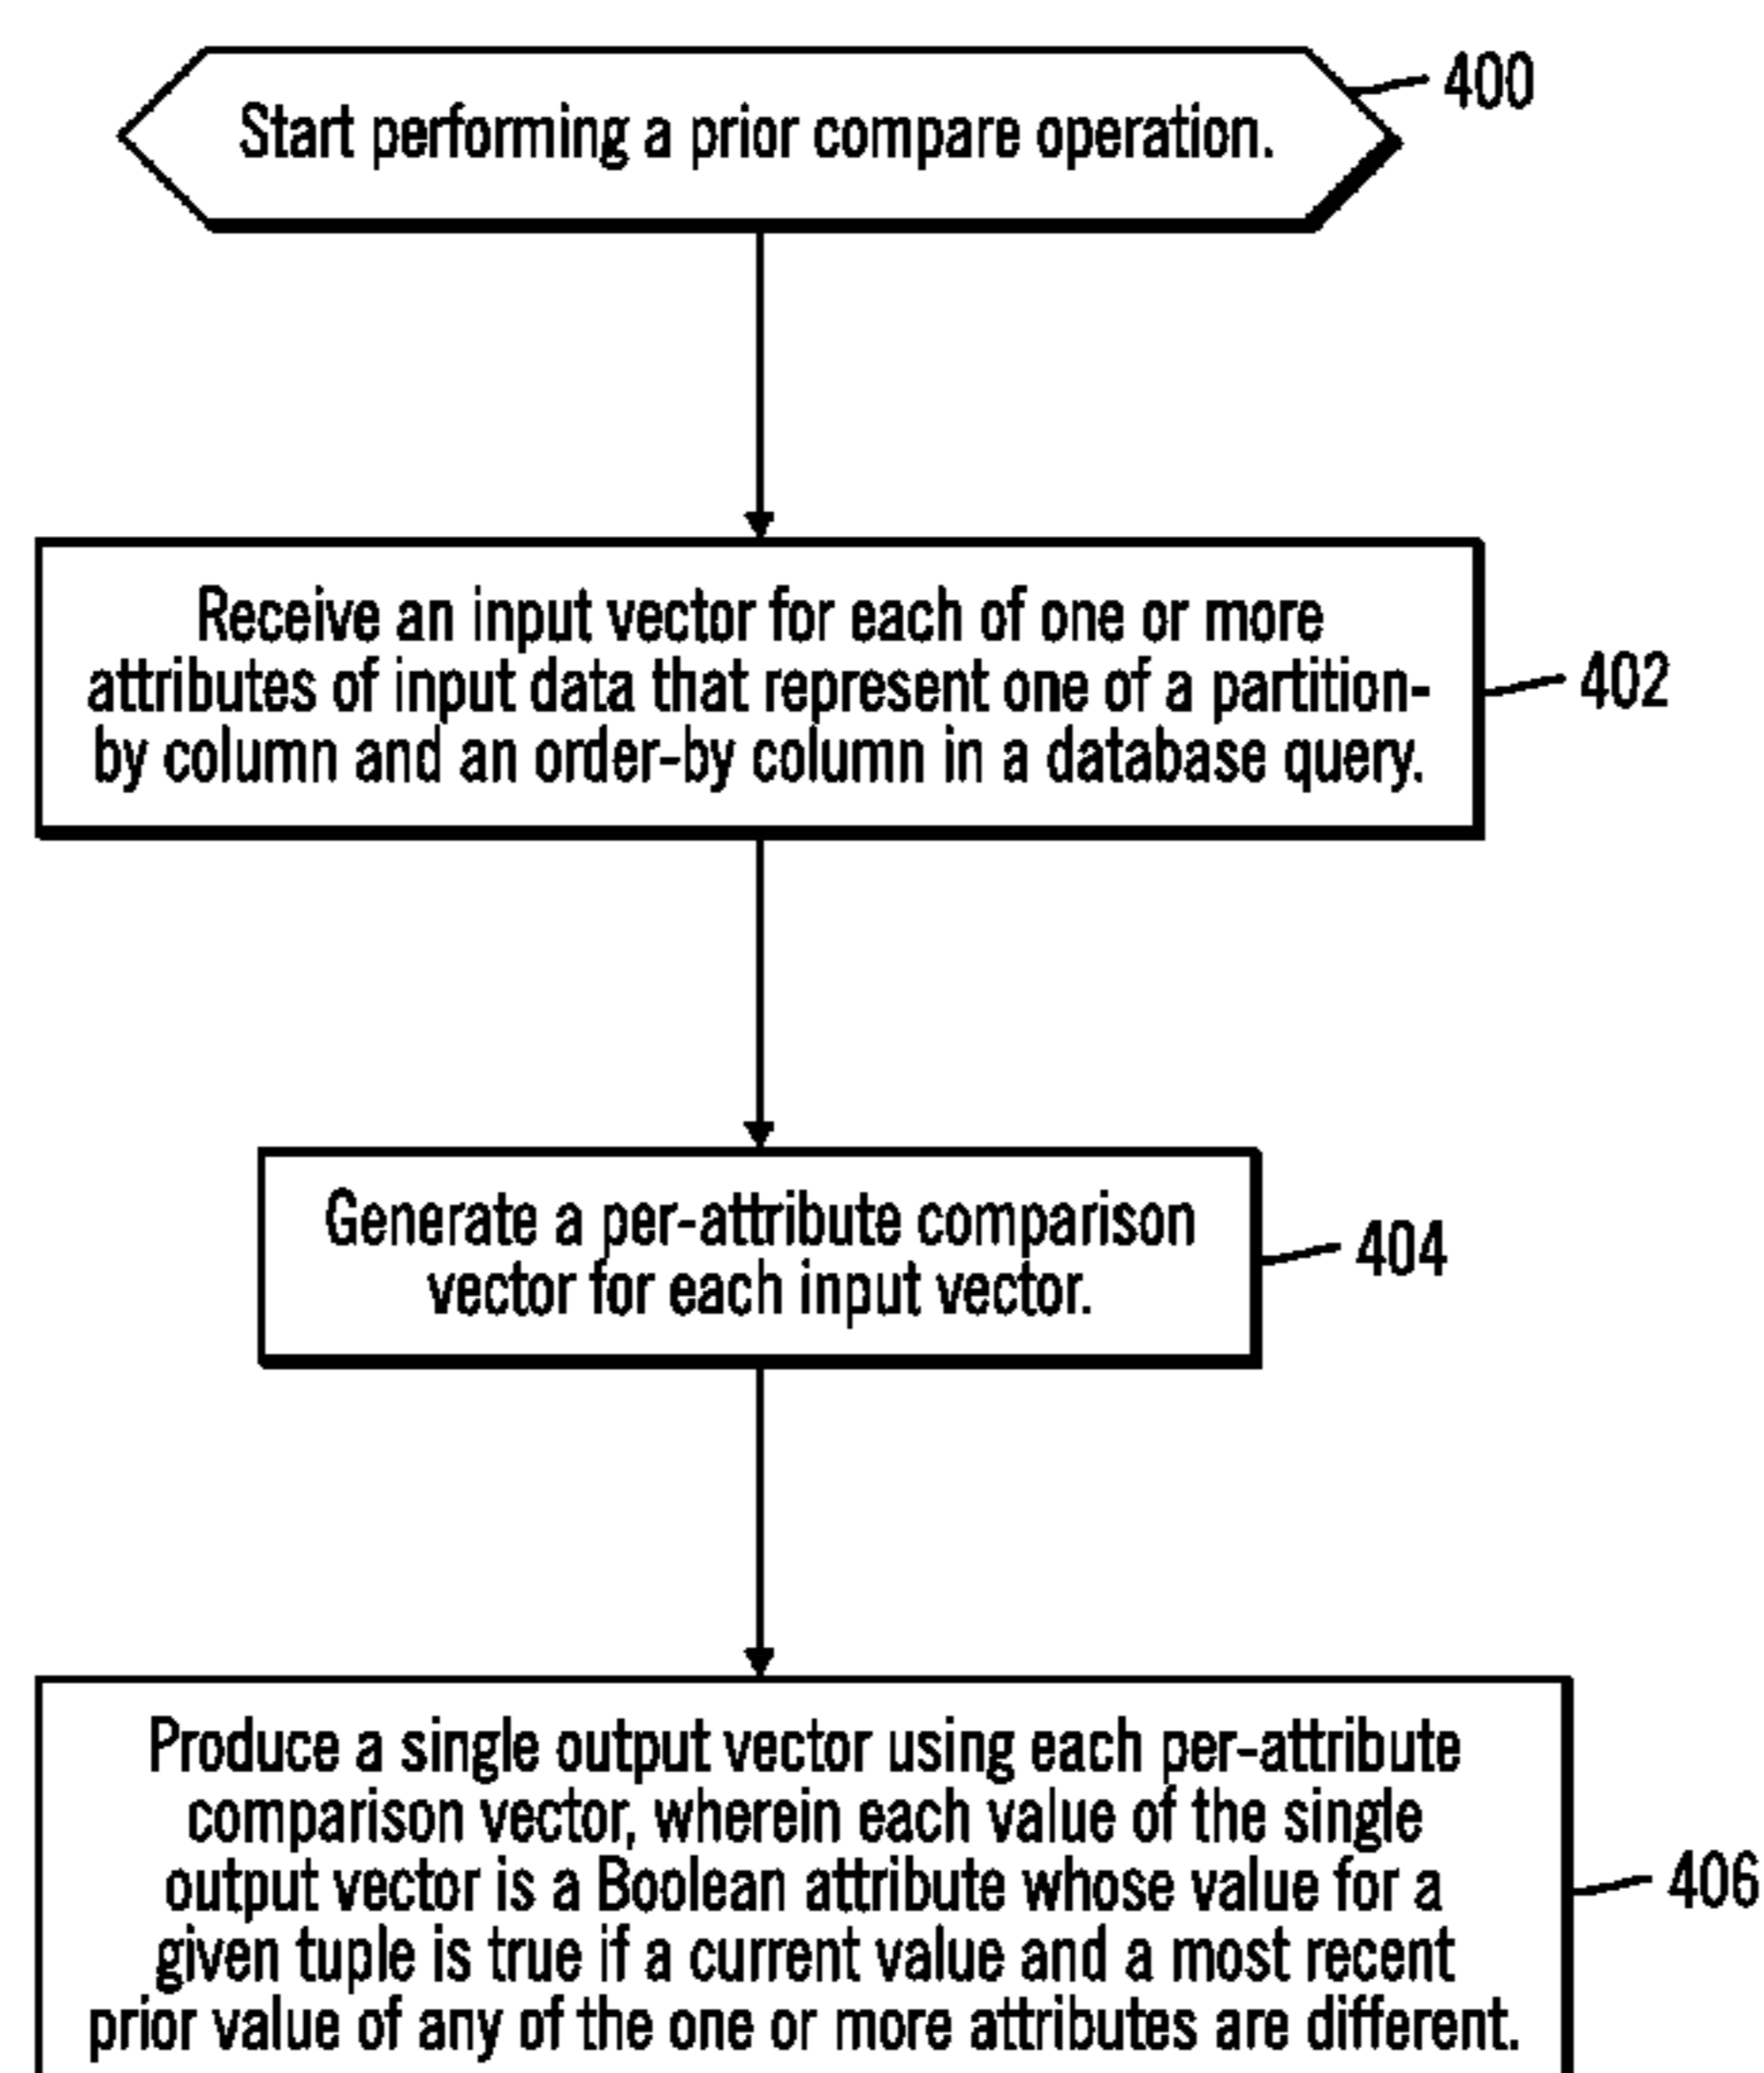 Start performing a prior compare operation.
400
Receive an input vector for each of one or more
attributes of input data that represent one of a partition-
by column and an order-by column in a database query.
402
Generate a per-attribute comparison
vector for each input vector.
404
Produce a single output vector using each per-attribute
comparison vector, wherein each value of the single
output vector is a Boolean attribute whose value for a
given tuple is true if a current value and a most recent
prior value of any of the one or more attributes are different.
406